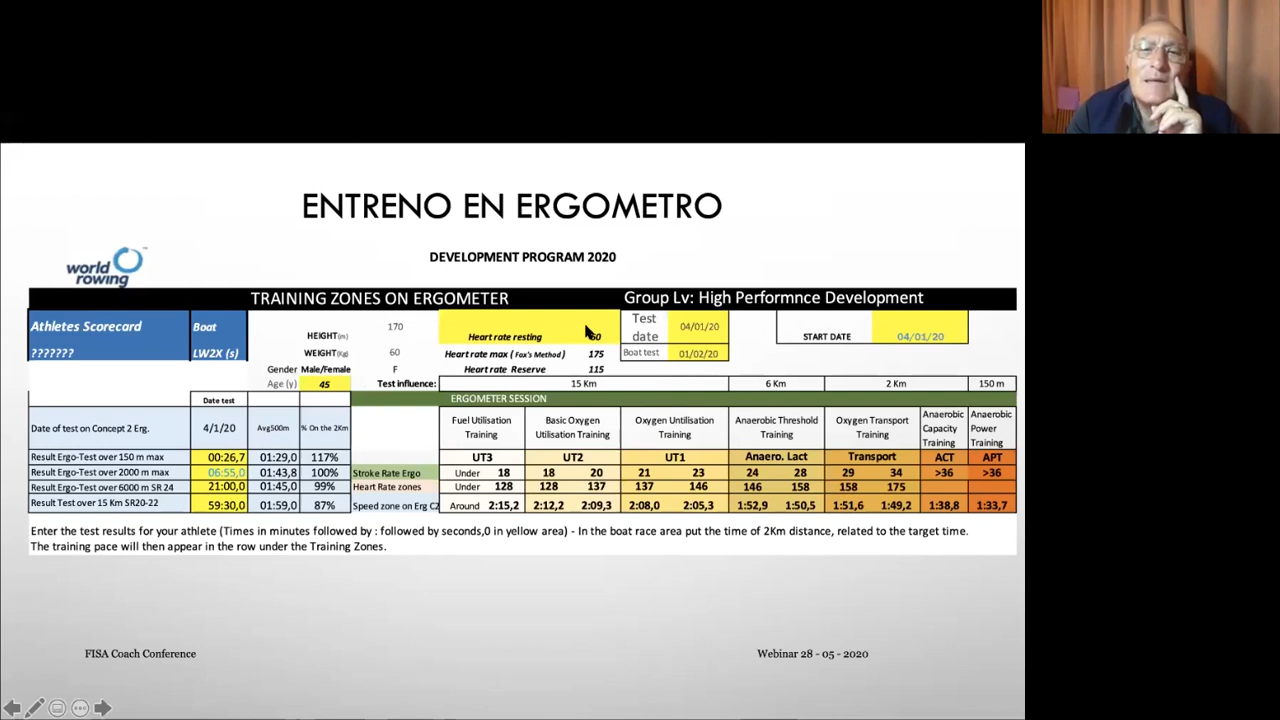 ENTRENO EN ERGOMETRO
DEVELOPMENT PROGRAM 2020
world rowing
TRAINING ZONES ON ERGOMETER
Group Lv: High Performnce Development
Athletes Scorecard
Boat
???????
LW2X (s)
HEIGHT(m) 170
WEIGHT(Kg) 60
Gender Male/Female F
Age (y) 45
Heart rate resting 60
Heart rate max ( Fox's Method ) 175
Heart rate Reserve 115
Test date 04/01/20
Boat test 01/02/20
START DATE 04/01/20
Test influence: 15 Km 6 Km 2 Km 150 m
Date test
ERGOMETER SESSION
Date of test on Concept 2 Erg. 4/1/20 Avg500m % On the 2Km
Fuel Utilisation Training
Basic Oxygen Utilisation Training
Oxygen Untilisation Training
Anaerobic Threshold Training
Oxygen Transport Training
Anaerobic Capacity Training
Anaerobic Power Training
Result Ergo-Test over 150 m max 00:26,7 01:29,0 117% UT3 UT2 UT1 Anaero. Lact Transport ACT APT
Result Ergo-Test over 2000 m max 06:55,0 01:43,8 100% Stroke Rate Ergo Under 18 18 20 21 23 24 28 29 34 >36 >36
Result Ergo-Test over 6000 m SR 24 21:00,0 01:45,0 99% Heart Rate zones Under 128 128 137 137 146 146 158 158 175
Result Test over 15 Km SR20-22 59:30,0 01:59,0 87% Speed zone on Erg C2 Around 2:15,2 2:12,2 2:09,3 2:08,0 2:05,3 1:52,9 1:50,5 1:51,6 1:49,2 1:38,8 1:33,7
Enter the test results for your athlete (Times in minutes followed by : followed by seconds,0 in yellow area) - In the boat race area put the time of 2Km distance, related to the target time.
The training pace will then appear in the row under the Training Zones.
FISA Coach Conference
Webinar 28 - 05 - 2020